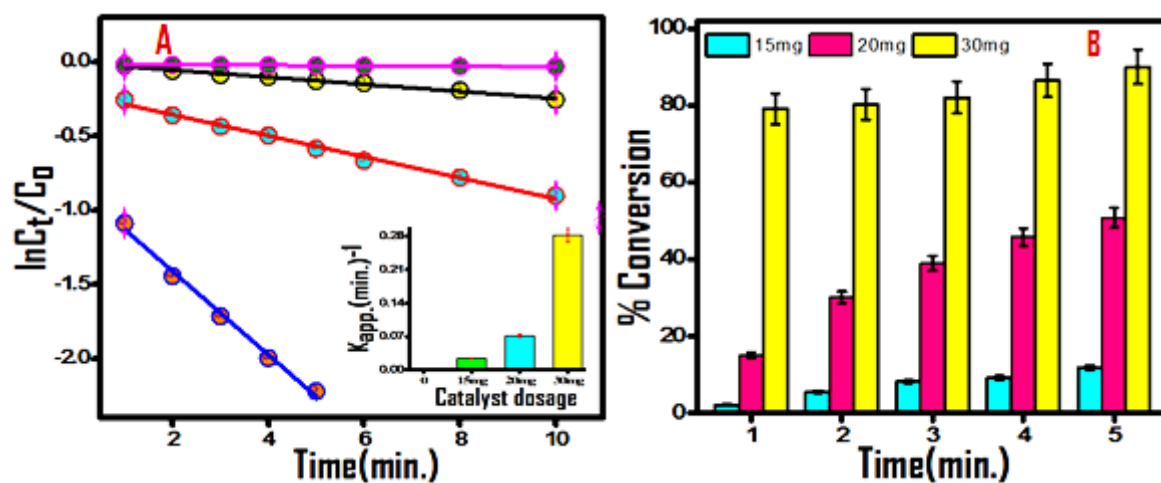 A
0.0
-0.5
-1.0
-1.5
-2.0
lnCt/C0
2
4
6
8
10
Time(min.)
Kapp.(min.)-1
0.28
0.21
0.14
0.07
0.00
0
15mg
20mg
30mg
Catalyst dosage
B
15mg
20mg
30mg
100
80
60
40
20
0
% Conversion
1
2
3
4
5
Time(min.)